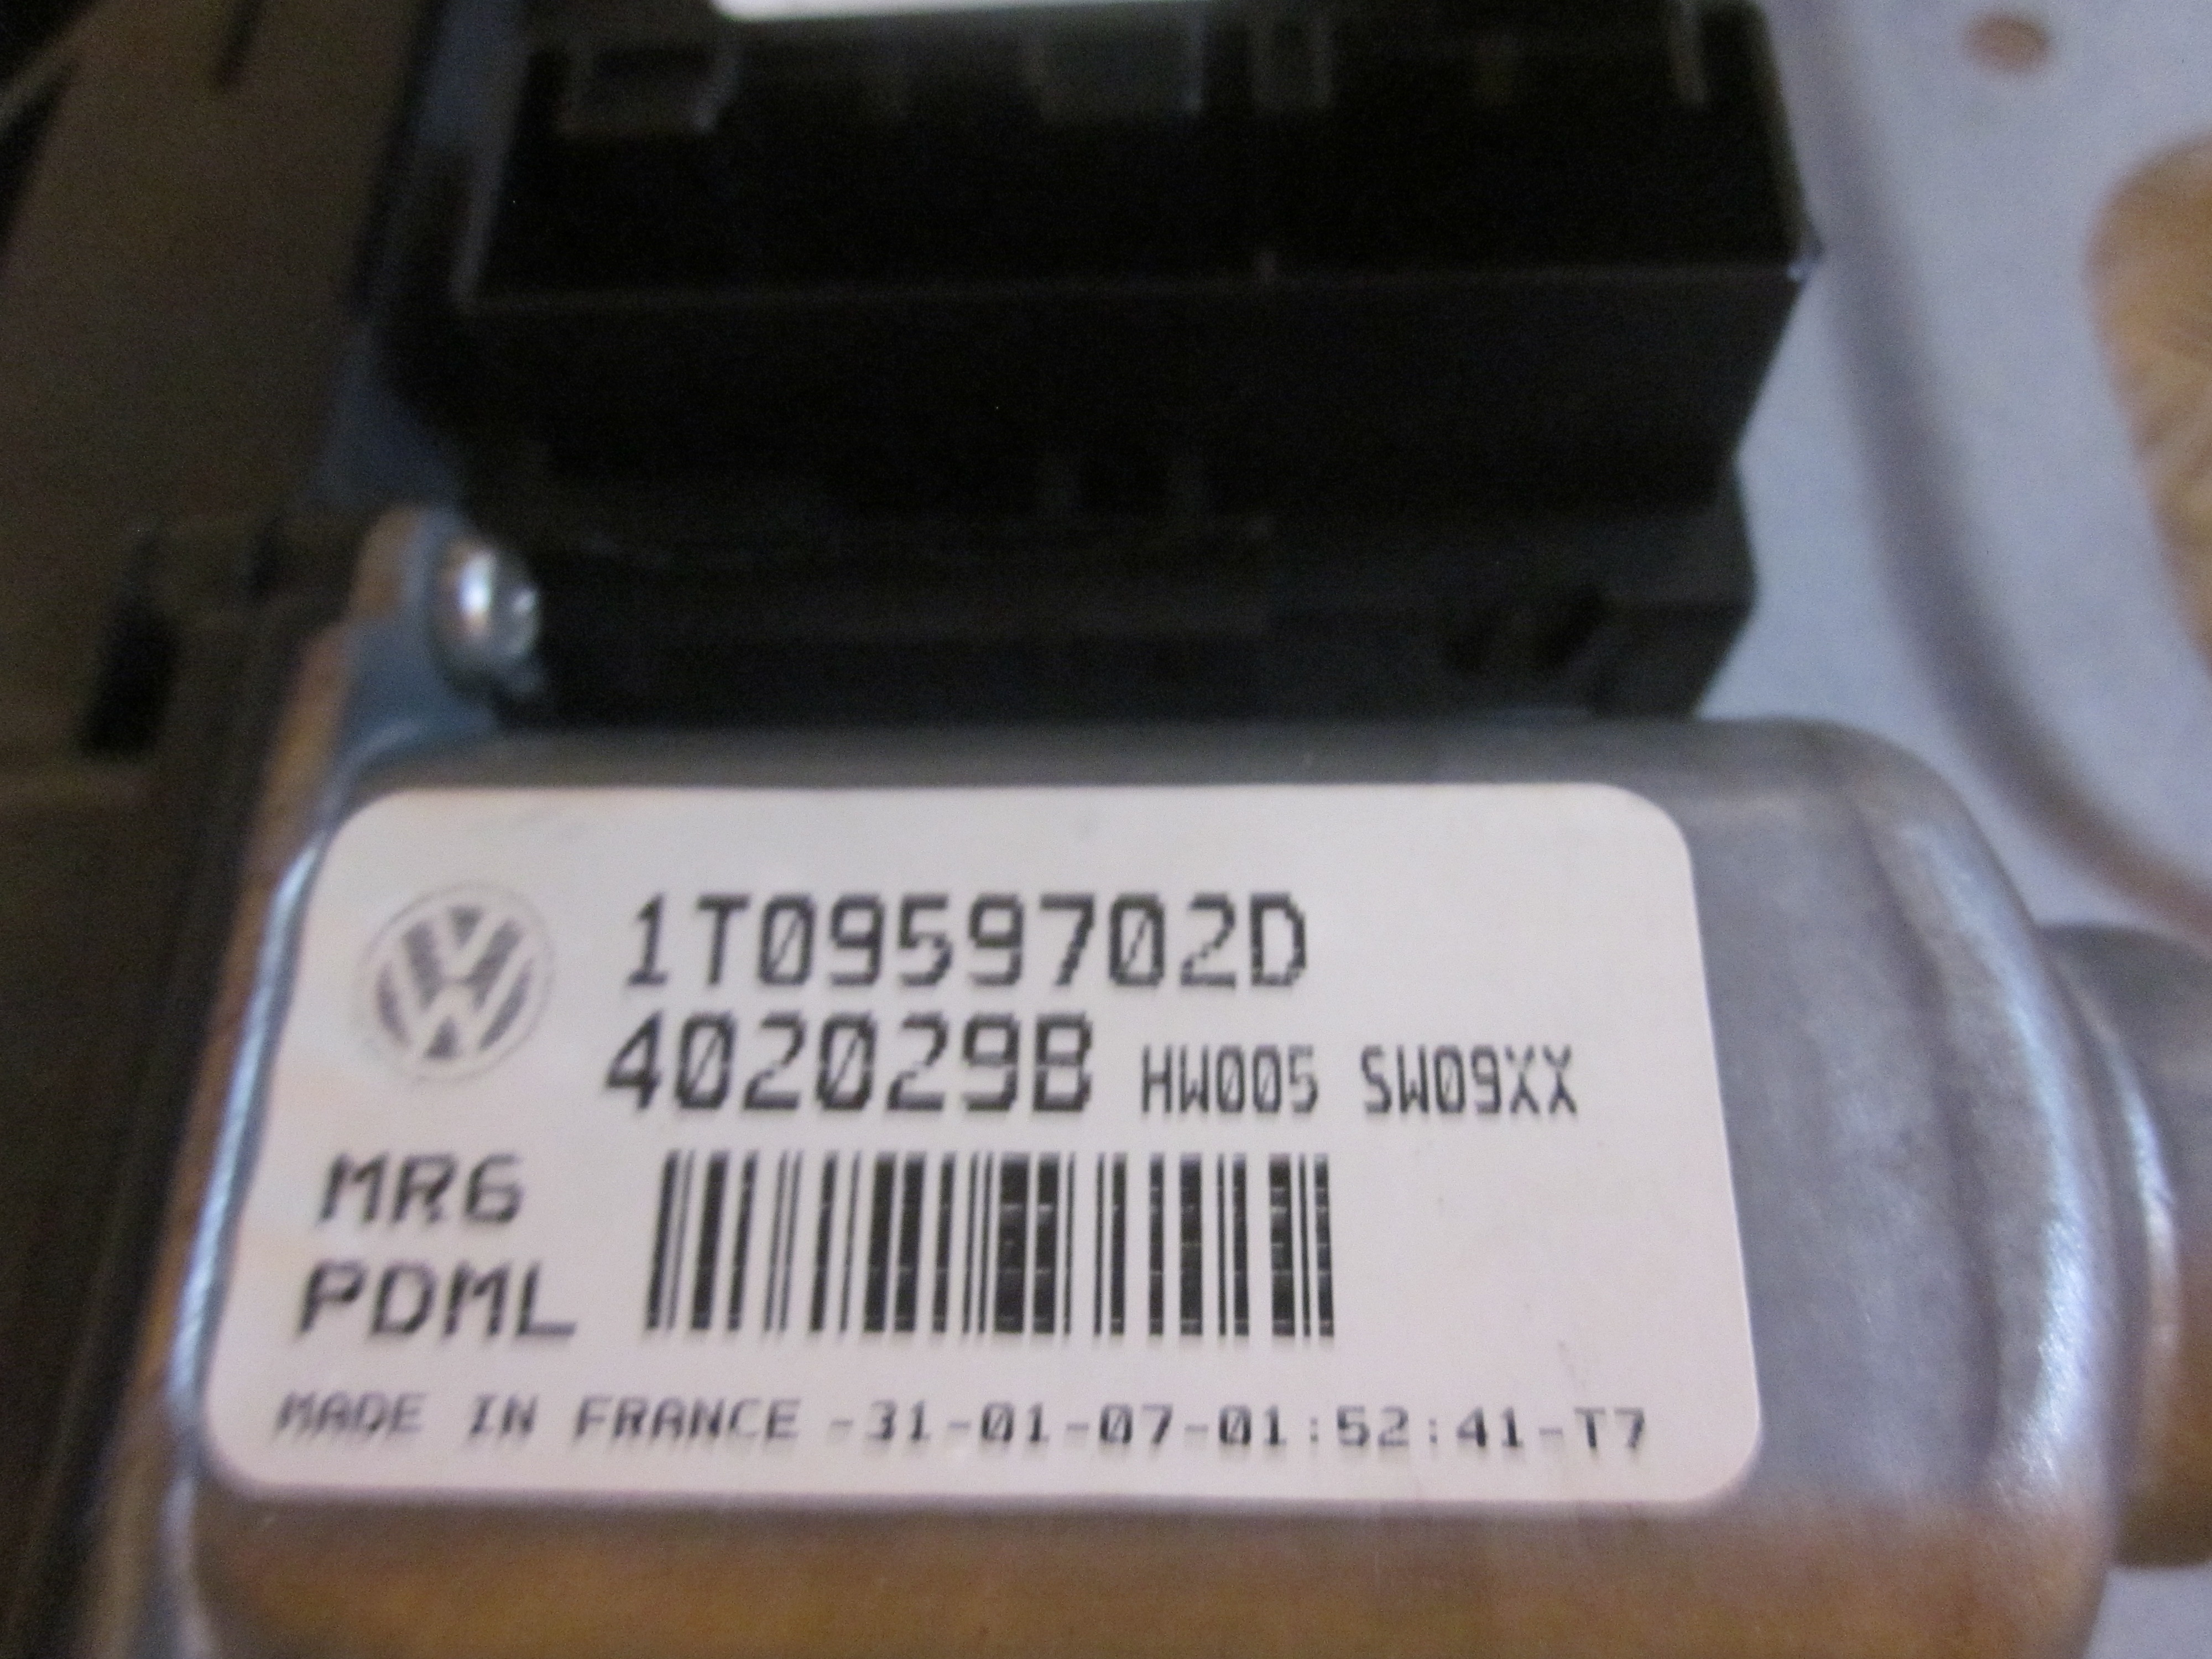 1T0959702D
402029B HW005 SW09XX
MR6
PDML
MADE IN FRANCE -31-01-07-01:52:41-T7